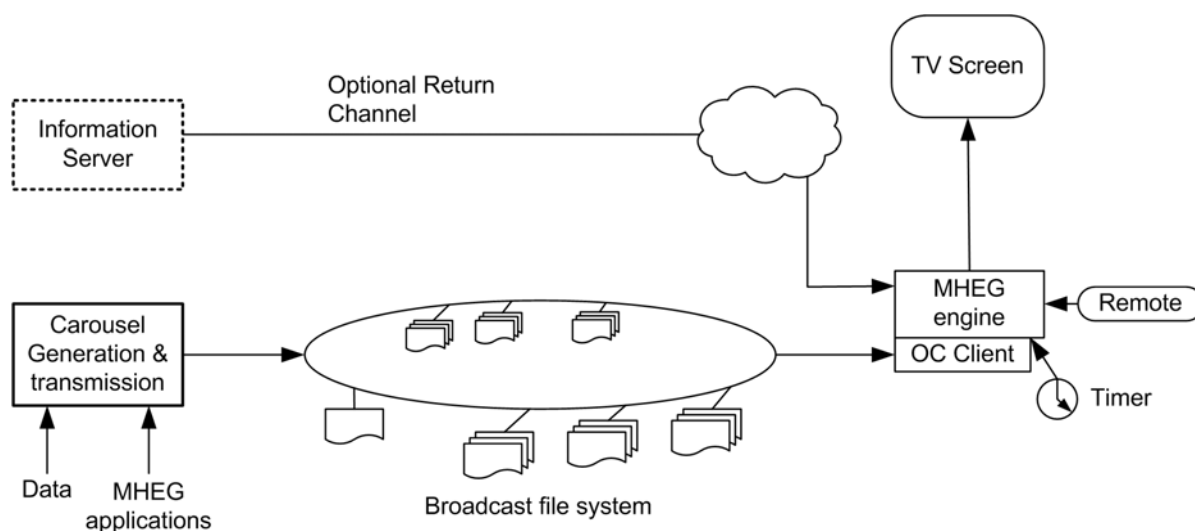 TV Screen
Optional Return
Channel
Information
Server
MHEG
engine
Remote
OC Client
Timer
Carousel
Generation &
transmission
Data
MHEG
applications
Broadcast file system